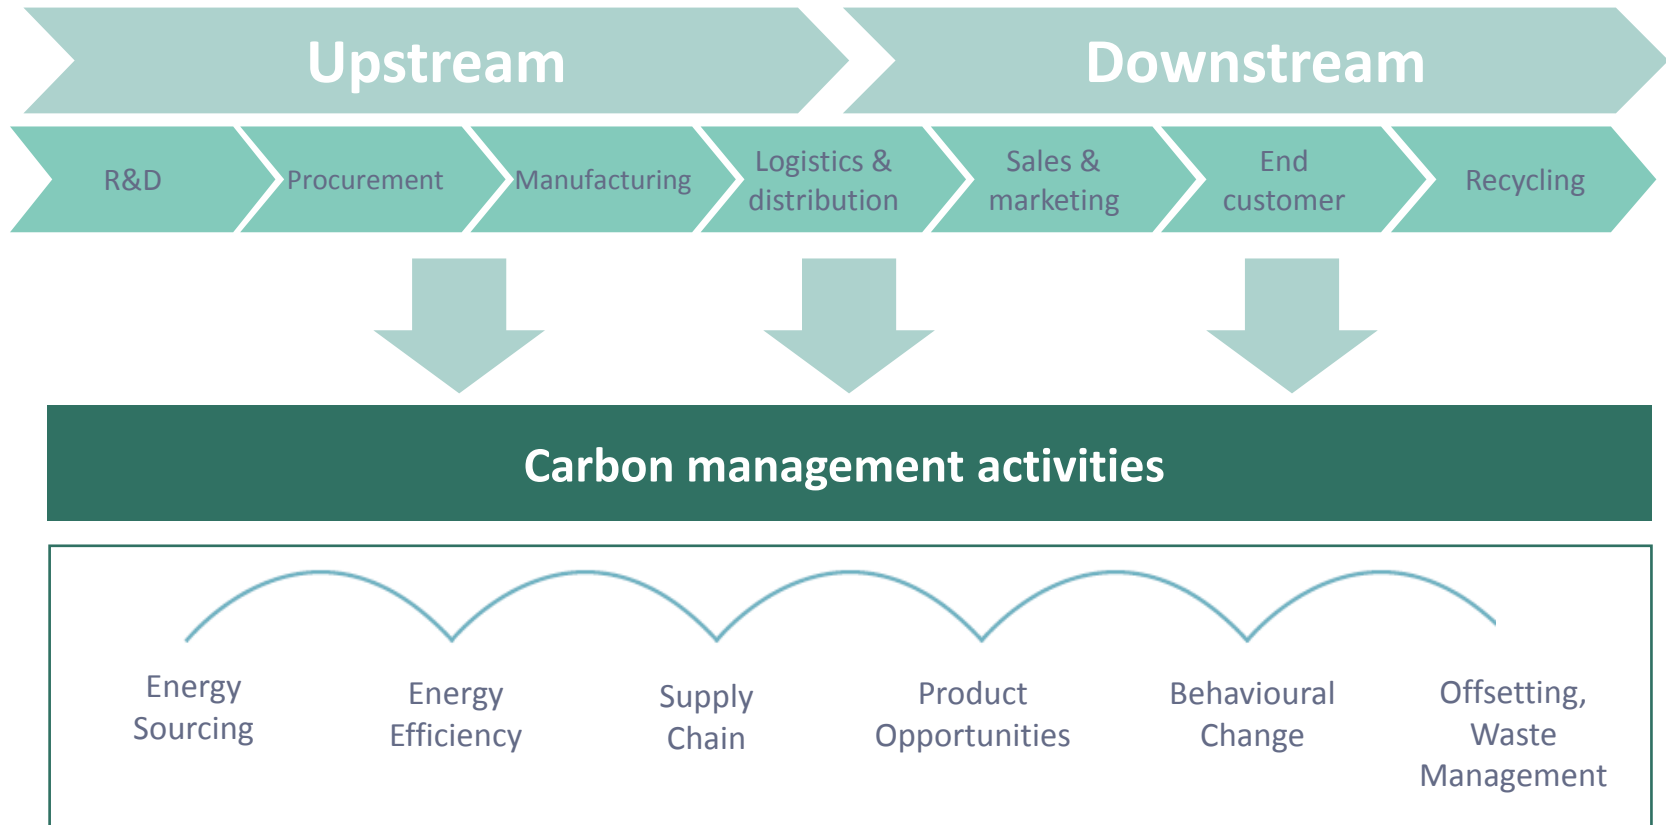 Upstream
Downstream
R&D
Procurement
Manufacturing
Logistics &
distribution
Sales &
marketing
End
customer
Recycling
Carbon management activities
Energy
Sourcing
Energy
Efficiency
Supply
Chain
Product
Opportunities
Behavioural
Change
Offsetting,
Waste
Management